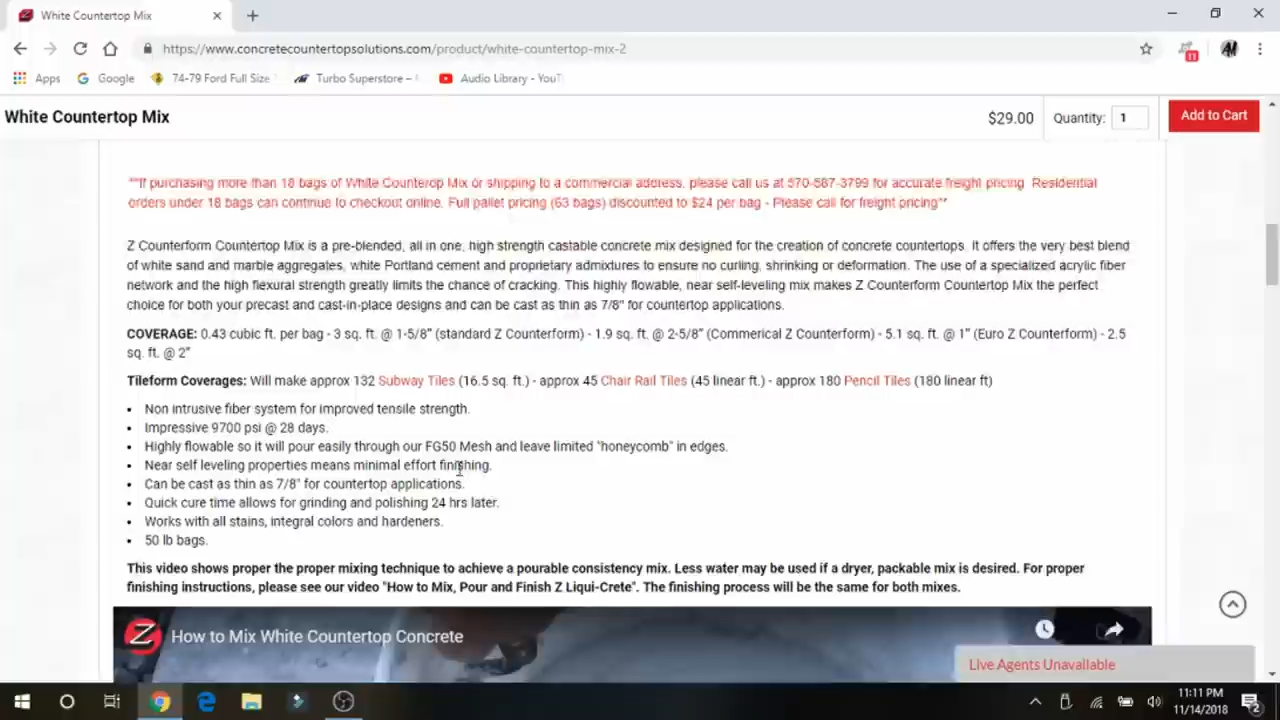 White Countertop Mix
https://www.concretecountertopsolutions.com/product/white-countertop-mix-2
11
Apps
Google
74-79 Ford Full Size
Turbo Superstore –
Audio Library - YouT
White Countertop Mix
$29.00
Quantity: 1
Add to Cart
**If purchasing more than 18 bags of White Counterop Mix or shipping to a commercial address, please call us at 570-587-3799 for accurate freight pricing Residential
orders under 18 bags can continue to checkout online. Full pallet pricing (63 bags) discounted to $24 per bag - Please call for freight pricing**
Z Counterform Countertop Mix is a pre-blended, all in one, high strength castable concrete mix designed for the creation of concrete countertops. It offers the very best blend
of white sand and marble aggregates, white Portland cement and proprietary admixtures to ensure no curling, shrinking or deformation. The use of a specialized acrylic fiber
network and the high flexural strength greatly limits the chance of cracking. This highly flowable, near self-leveling mix makes Z Counterform Countertop Mix the perfect
choice for both your precast and cast-in-place designs and can be cast as thin as 7/8" for countertop applications.
COVERAGE: 0.43 cubic ft. per bag - 3 sq. ft. @ 1-5/8" (standard Z Counterform) - 1.9 sq. ft. @ 2-5/8" (Commerical Z Counterform) - 5.1 sq. ft. @ 1" (Euro Z Counterform) - 2.5
sq. ft. @ 2"
Tileform Coverages: Will make approx 132 Subway Tiles (16.5 sq. ft.) - approx 45 Chair Rail Tiles (45 linear ft.) - approx 180 Pencil Tiles (180 linear ft)
• Non intrusive fiber system for improved tensile strength.
• Impressive 9700 psi @ 28 days.
• Highly flowable so it will pour easily through our FG50 Mesh and leave limited "honeycomb" in edges.
• Near self leveling properties means minimal effort finishing.
• Can be cast as thin as 7/8" for countertop applications.
• Quick cure time allows for grinding and polishing 24 hrs later.
• Works with all stains, integral colors and hardeners.
• 50 lb bags.
This video shows proper the proper mixing technique to achieve a pourable consistency mix. Less water may be used if a dryer, packable mix is desired. For proper
finishing instructions, please see our video "How to Mix, Pour and Finish Z Liqui-Crete". The finishing process will be the same for both mixes.
Z
How to Mix White Countertop Concrete
Live Agents Unavailable
11:11 PM
11/14/2018
2